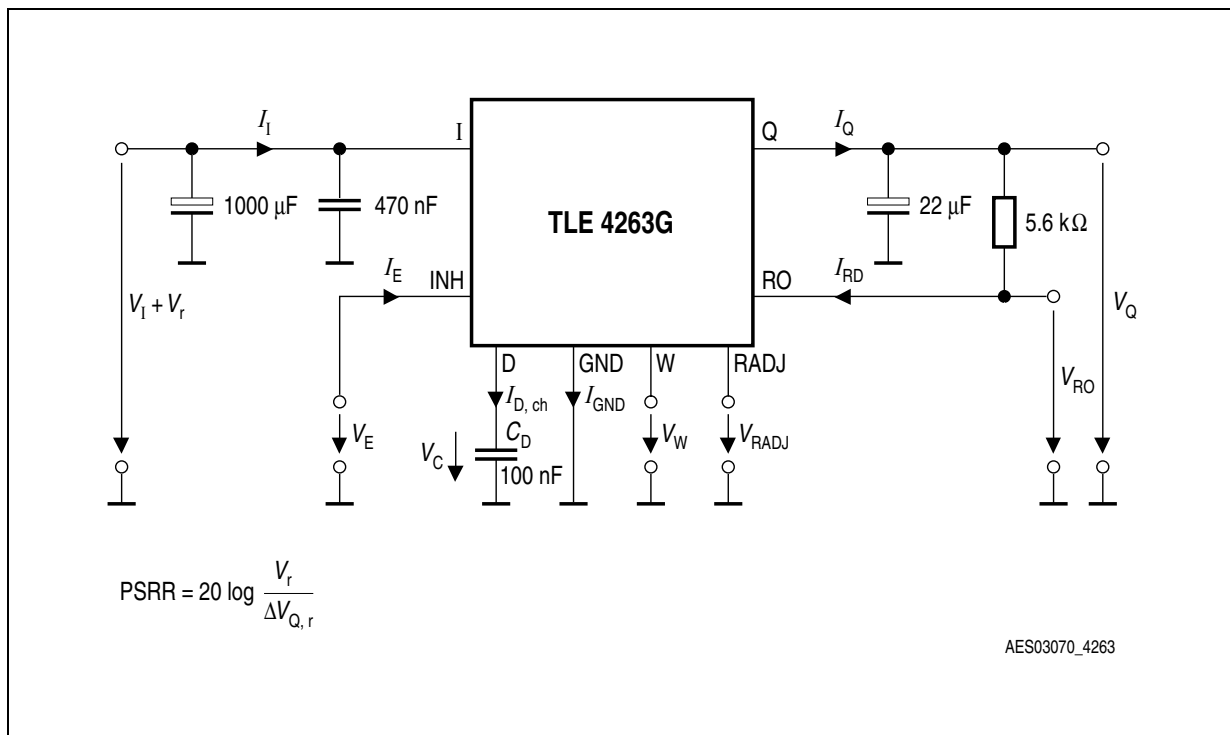 I_I
I
Q
I_Q
1000 µF
470 nF
TLE 4263G
22 µF
5.6 kΩ
I_E
INH
RO
I_RD
V_I + V_r
V_Q
D
GND
W
RADJ
V_RO
I_D, ch
I_GND
V_E
V_C
C_D
100 nF
V_W
V_RADJ
PSRR = 20 log V_r / ΔV_Q, r
AES03070_4263